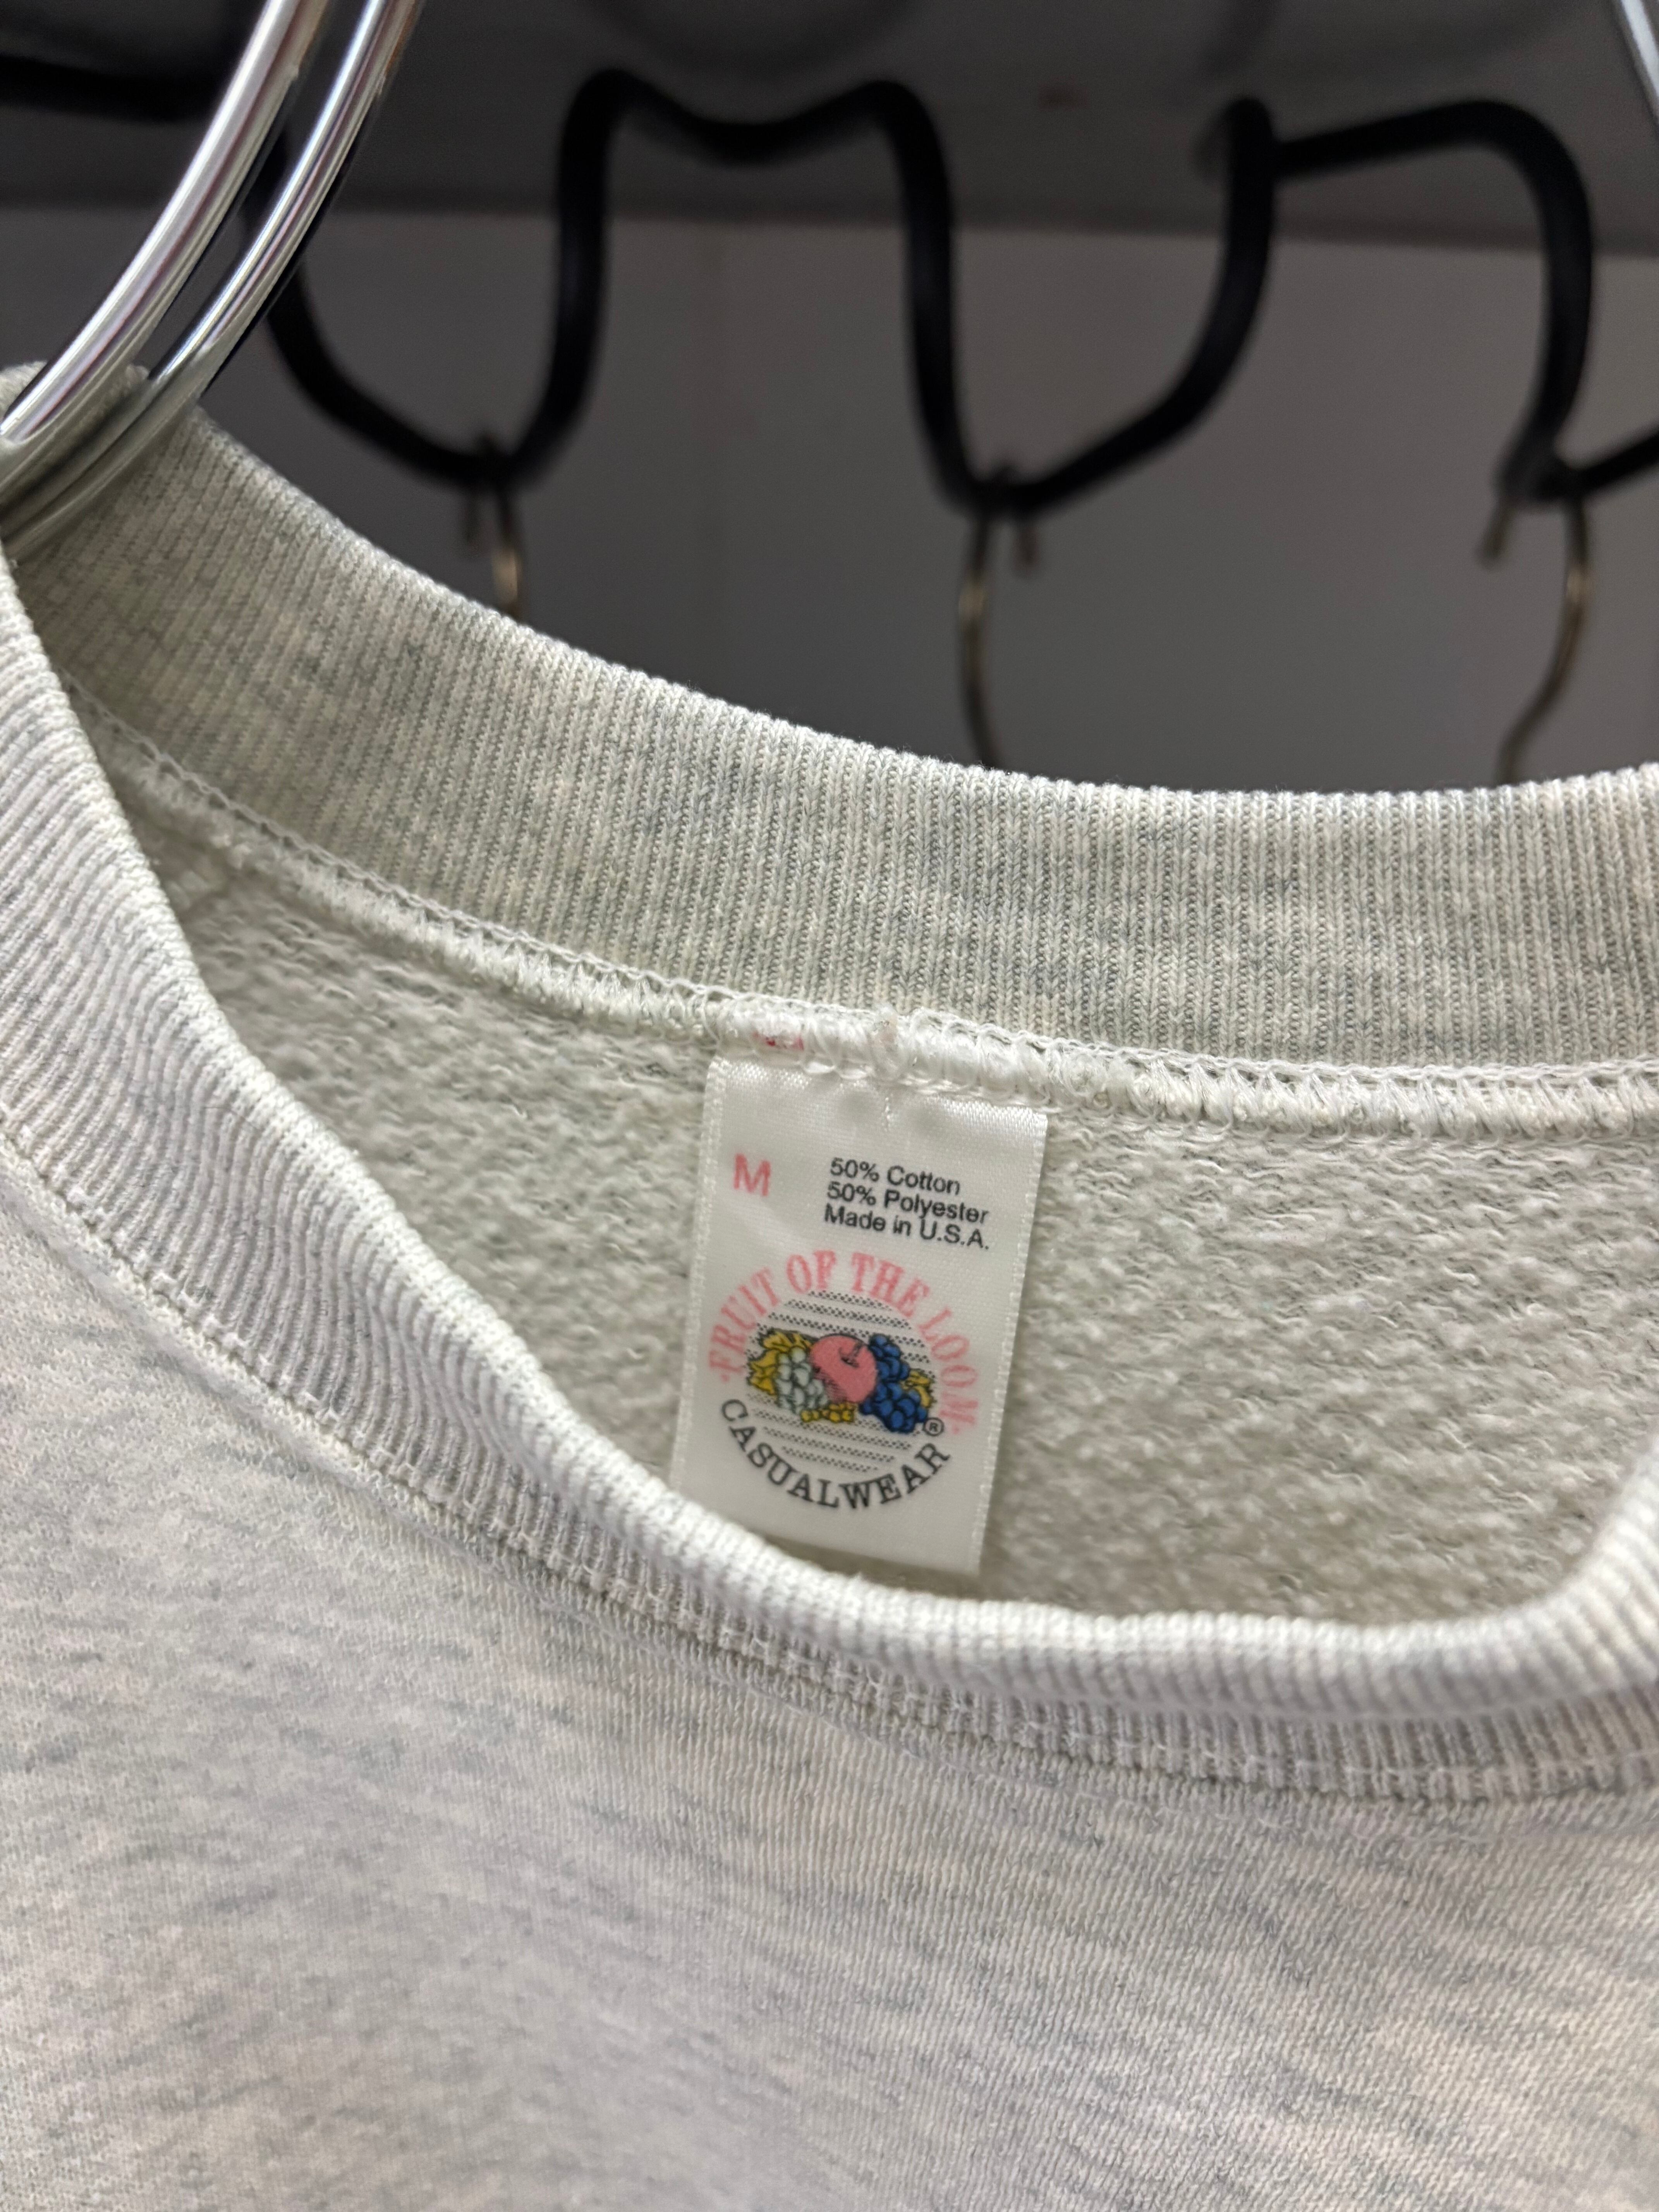 M
50% Cotton
50% Polyester
Made in U.S.A.
FRUIT OF THE LOOM
®
CASUALWEAR